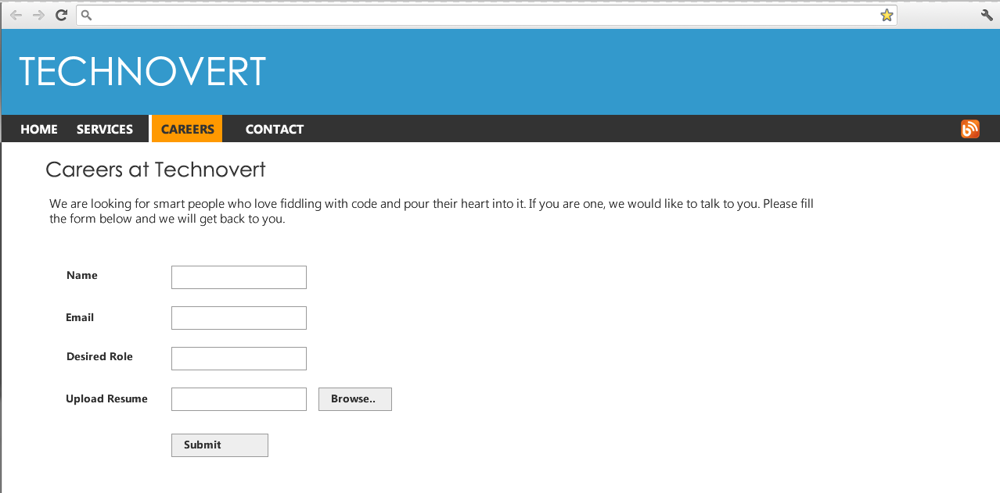 TECHNOVERT
HOME SERVICES CAREERS CONTACT
Careers at Technovert
We are looking for smart people who love fiddling with code and pour their heart into it. If you are one, we would like to talk to you. Please fill
the form below and we will get back to you.
Name
Email
Desired Role
Upload Resume Browse..
Submit